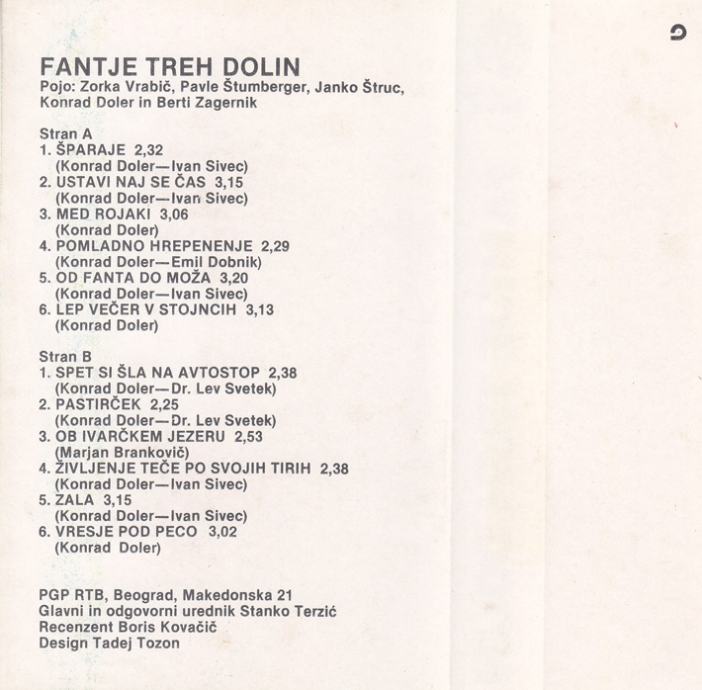 FANTJE TREH DOLIN
Pojo: Zorka Vrabič, Pavle Štumberger, Janko Štruc,
Konrad Doler in Berti Zagernik
Stran A
1. ŠPARAJE 2,32
(Konrad Doler—Ivan Sivec)
2. USTAVI NAJ SE ČAS 3,15
(Konrad Doler—Ivan Sivec)
3. MED ROJAKI 3,06
(Konrad Doler)
4. POMLADNO HREPENENJE 2,29
(Konrad Doler—Emil Dobnik)
5. OD FANTA DO MOŽA 3,20
(Konrad Doler—Ivan Sivec)
6. LEP VEČER V STOJNCIH 3,13
(Konrad Doler)
Stran B
1. SPET SI ŠLA NA AVTOSTOP 2,38
(Konrad Doler—Dr. Lev Svetek)
2. PASTIRČEK 2,25
(Konrad Doler—Dr. Lev Svetek)
3. OB IVARČKEM JEZERU 2,53
(Marjan Brankovič)
4. ŽIVLJENJE TEČE PO SVOJIH TIRIH 2,38
(Konrad Doler—Ivan Sivec)
5. ZALA 3,15
(Konrad Doler—Ivan Sivec)
6. VRESJE POD PECO 3,02
(Konrad Doler)
PGP RTB, Beograd, Makedonska 21
Glavni in odgovorni urednik Stanko Terzić
Recenzent Boris Kovačič
Design Tadej Tozon